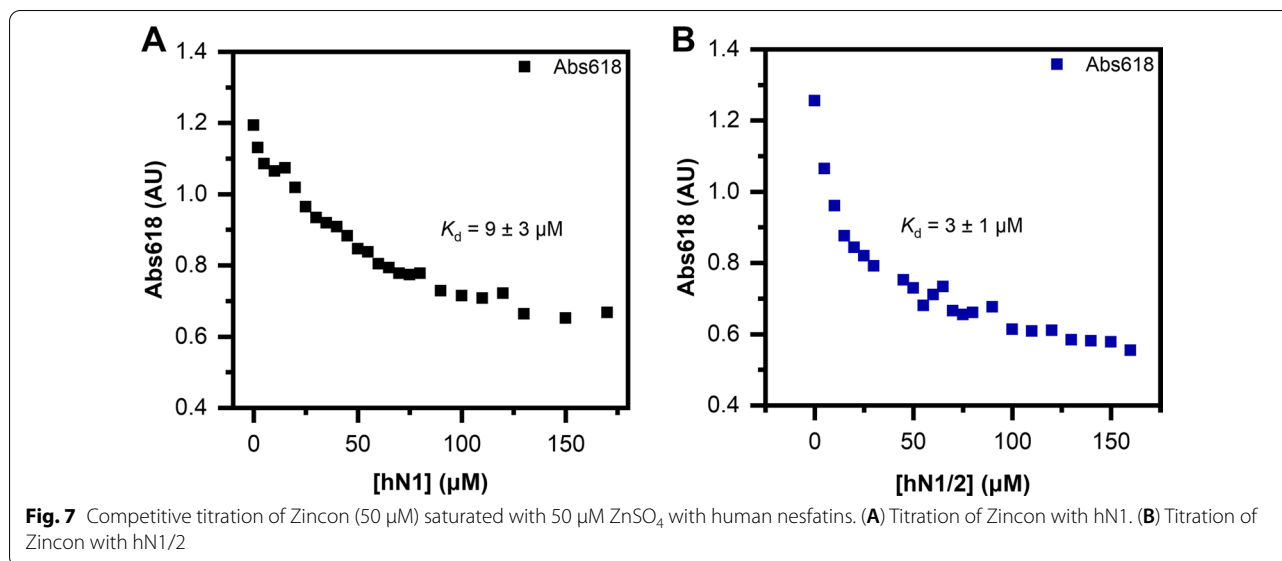 A
B
1.4
1.2
1.0
0.8
0.6
0.4
Abs618 (AU)
Abs618
K_d = 9 ± 3 µM
0
50
100
150
[hN1] (µM)
1.4
1.2
1.0
0.8
0.6
0.4
Abs618 (AU)
Abs618
K_d = 3 ± 1 µM
0
50
100
150
[hN1/2] (µM)
Fig. 7 Competitive titration of Zincon (50 µM) saturated with 50 µM ZnSO₄ with human nesfatins. (A) Titration of Zincon with hN1. (B) Titration of
Zincon with hN1/2